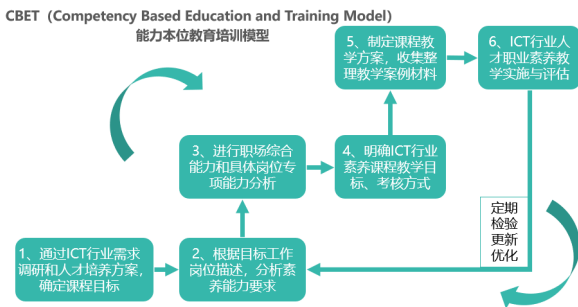 CBET（Competency Based Education and Training Model）
能力本位教育培训模型
5、制定课程教
学方案，收集整
理教学案例材料
6、ICT行业人
才职业素养教
学实施与评估
3、进行职场综合
能力和具体岗位专
项能力分析
4、明确ICT行业
素养课程教学目
标、考核方式
定期
检验
更新
优化
1、通过ICT行业需求
调研和人才培养方案，
确定课程目标
2、根据目标工作
岗位描述，分析素
养能力要求